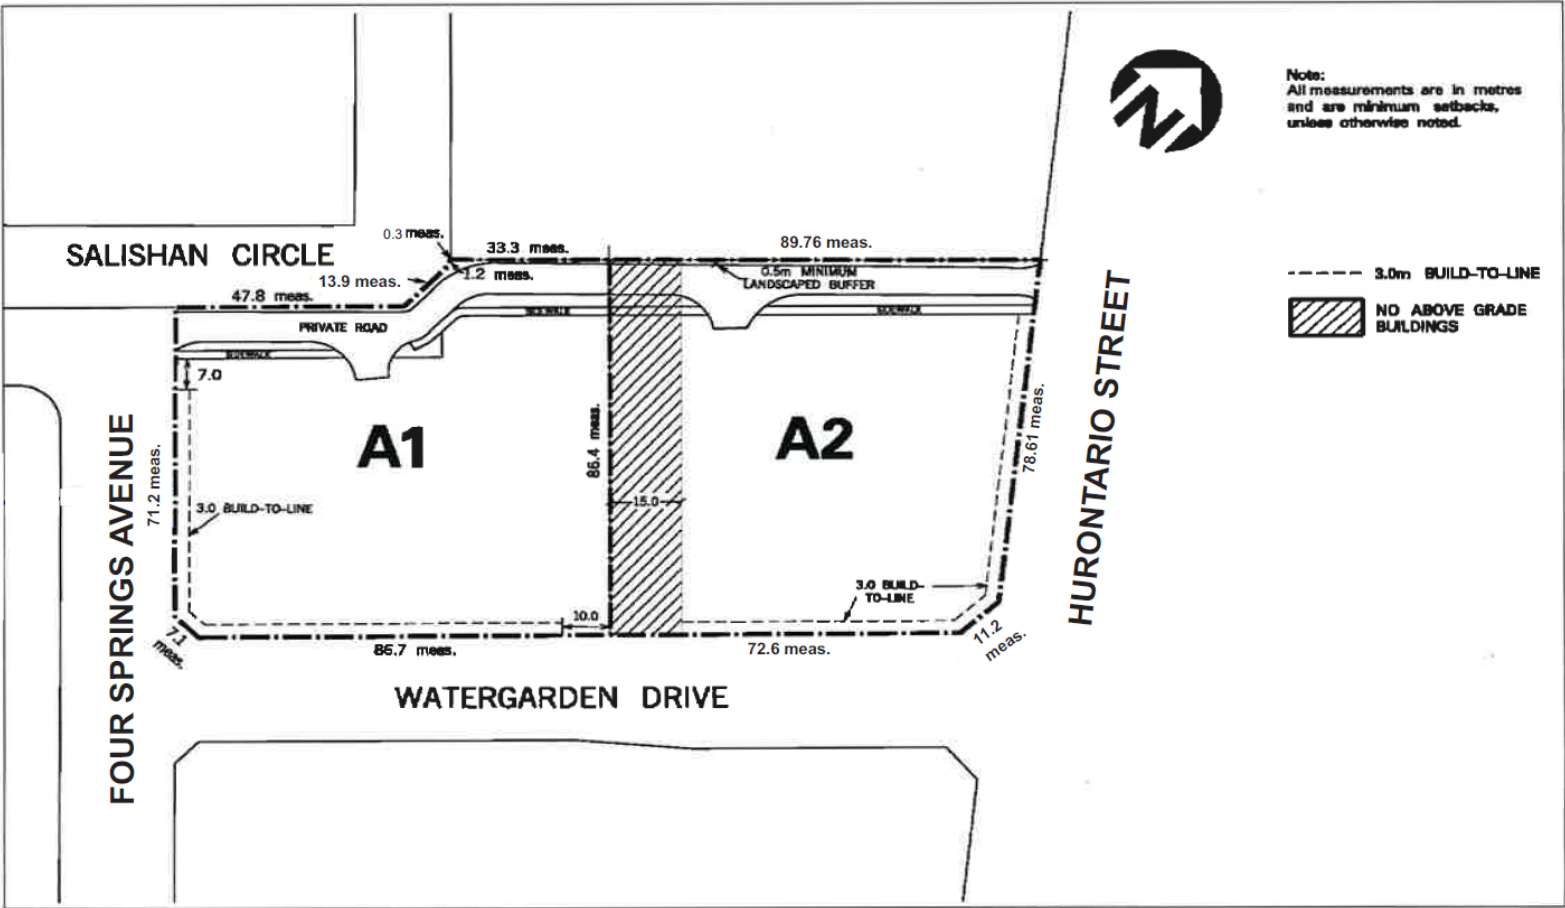 N
Note:
All measurements are in metres
and are minimum setbacks,
unless otherwise noted.
SALISHAN CIRCLE
0.3 meas.
33.3 meas.
89.76 meas.
13.9 meas.
1.2 meas.
0.5m MINIMUM
LANDSCAPED BUFFER
47.8 meas.
PRIVATE ROAD
SIDEWALK
SIDEWALK
SIDEWALK
3.0m BUILD-TO-LINE
NO ABOVE GRADE
BUILDINGS
7.0
A1
A2
86.4 meas.
78.61 meas.
HURONTARIO STREET
71.2 meas.
FOUR SPRINGS AVENUE
3.0 BUILD-TO-LINE
15.0
3.0 BUILD-
TO-LINE
10.0
7.1
meas.
86.7 meas.
72.6 meas.
11.2
meas.
WATERGARDEN DRIVE